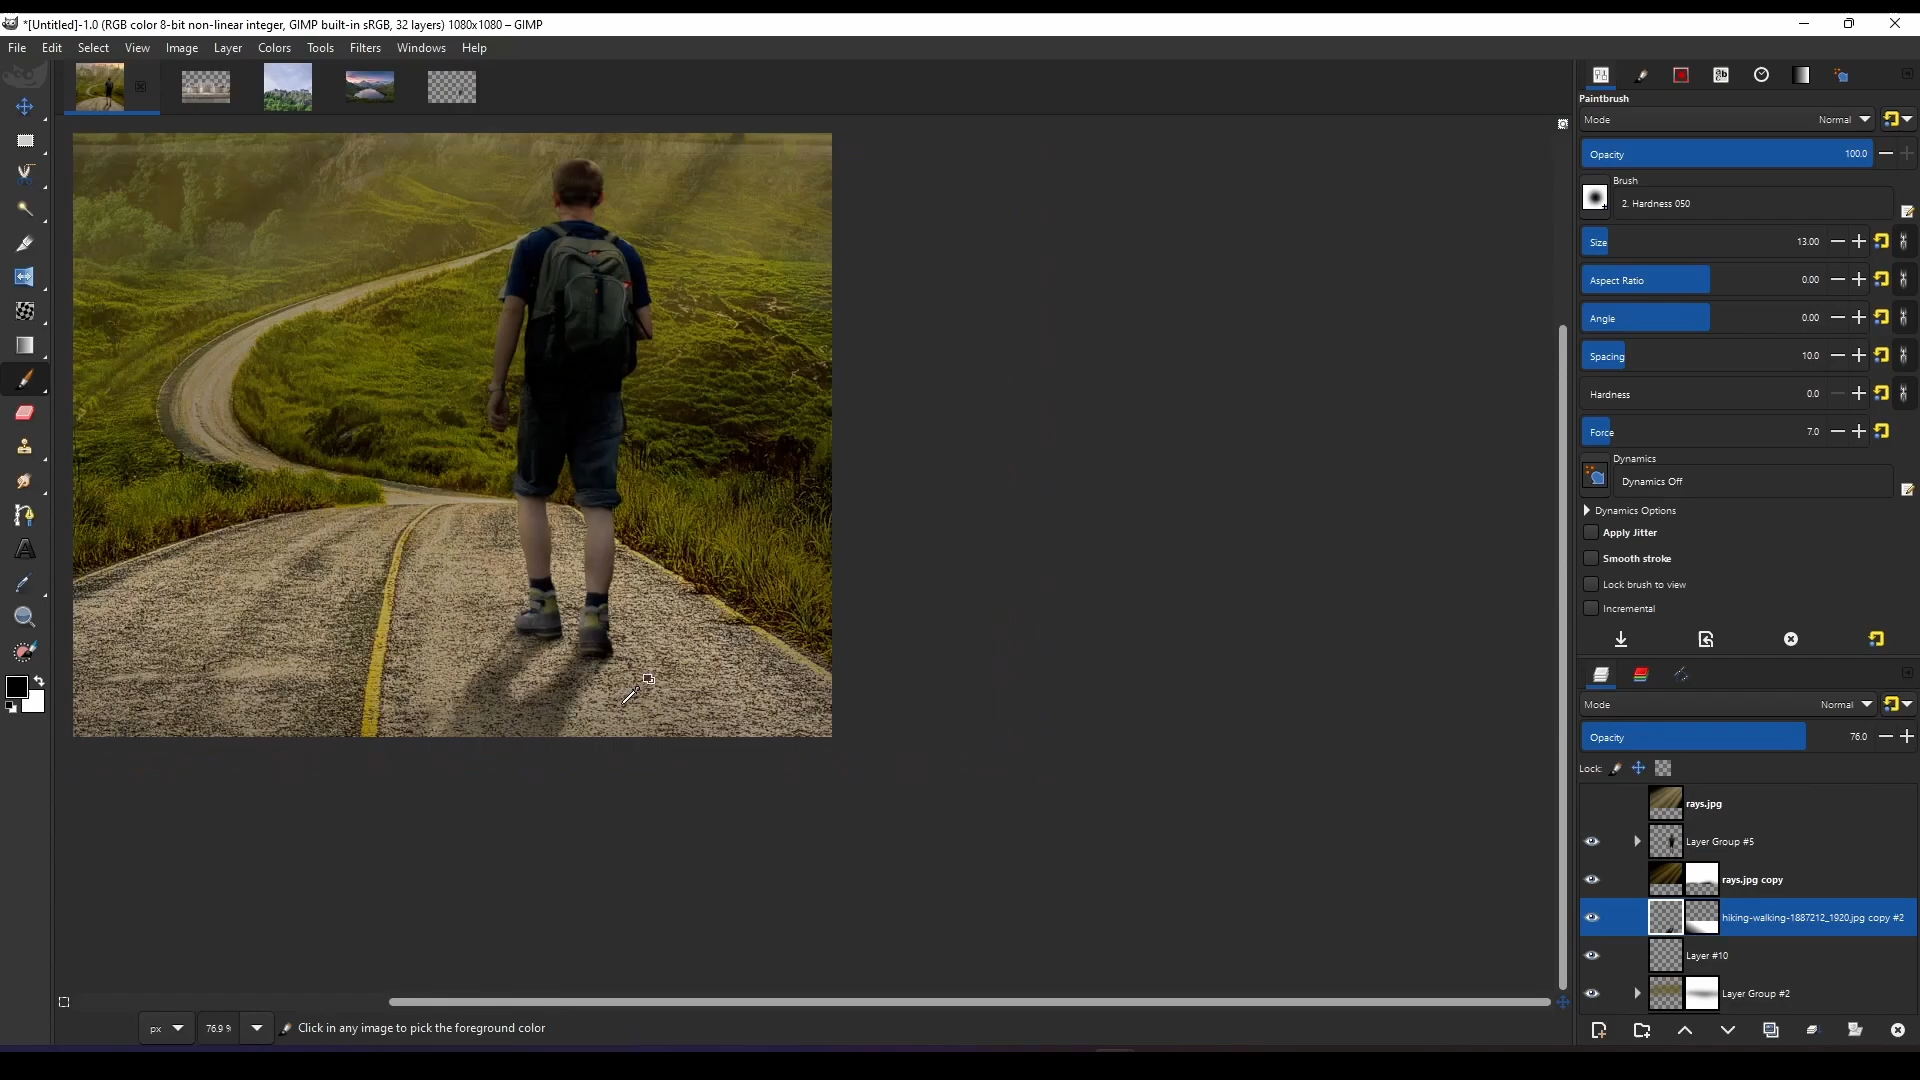 *[Untitled]-1.0 (RGB color 8-bit non-linear integer, GIMP built-in sRGB, 32 layers) 1080x1080 – GIMP
File Edit Select View Image Layer Colors Tools Filters Windows Help
Paintbrush
Mode Normal
Opacity 100.0
Brush
2. Hardness 050
Size 13.00
Aspect Ratio 0.00
Angle 0.00
Spacing 10.0
Hardness 0.0
Force 7.0
Dynamics
Dynamics Off
Dynamics Options
Apply Jitter
Smooth stroke
Lock brush to view
Incremental
Mode Normal
Opacity 76.0
Lock:
rays.jpg
Layer Group #5
rays.jpg copy
hiking-walking-1887212_1920.jpg copy #2
Layer #10
Layer Group #2
px 76.9 % Click in any image to pick the foreground color